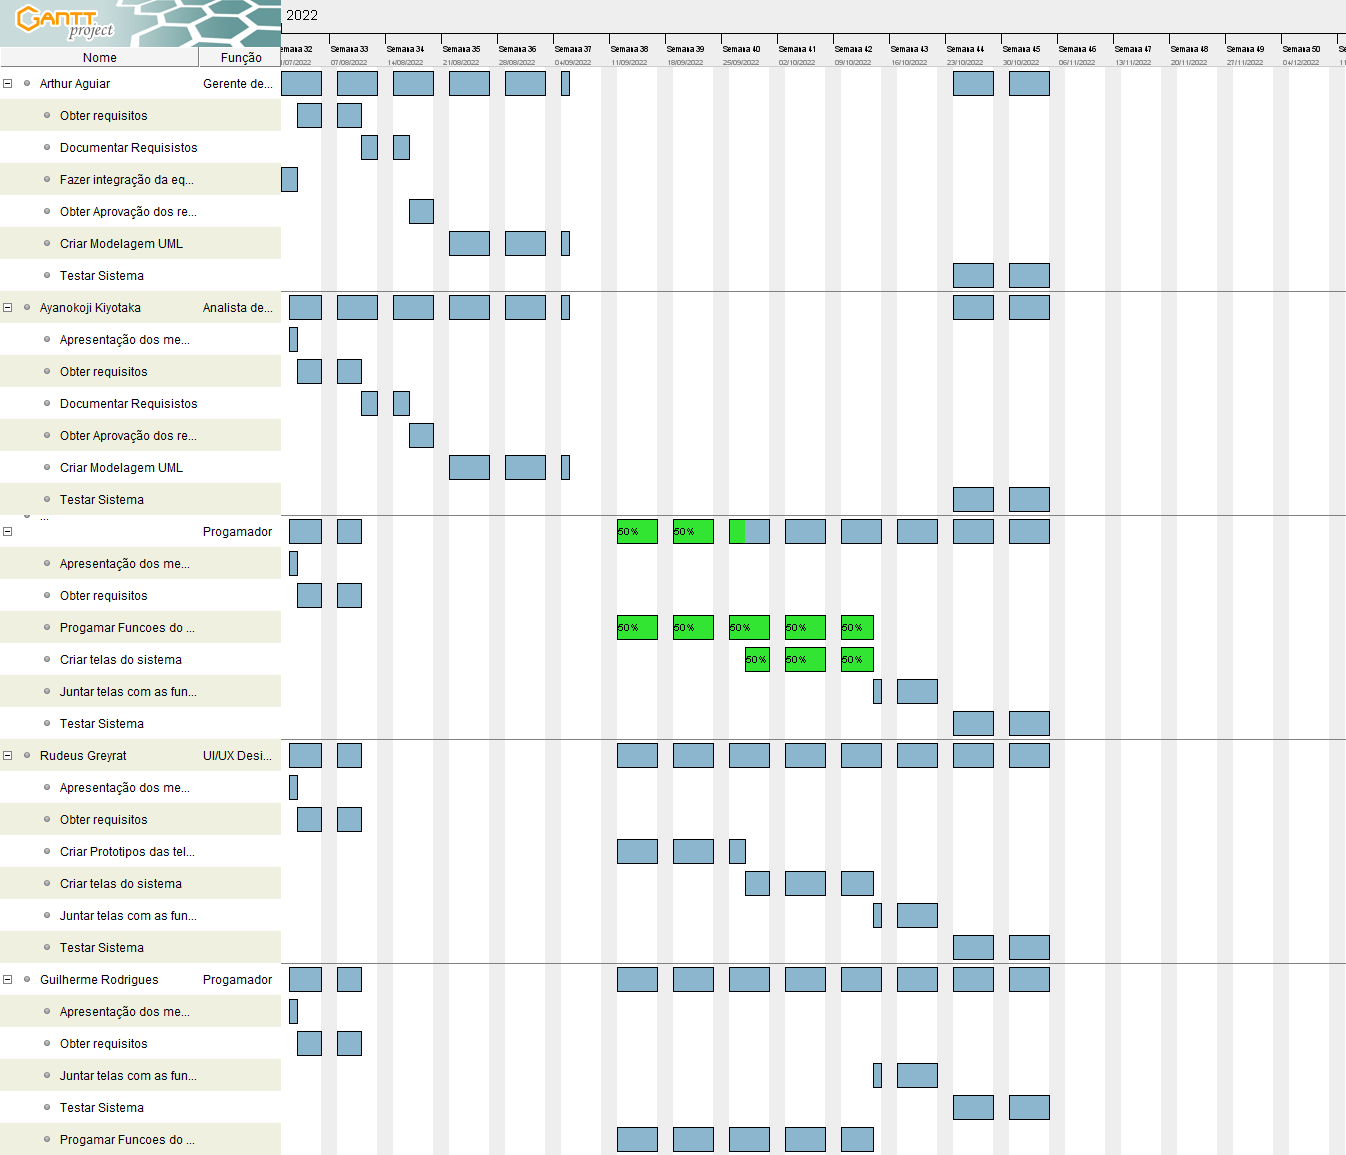 GANTT
project
2022
Nome Função
emana 32 Semana 33 Semana 34 Semana 35 Semana 36 Semana 37 Semana 38 Semana 39 Semana 40 Semana 41 Semana 42 Semana 43 Semana 44 Semana 45 Semana 46 Semana 47 Semana 48 Semana 49 Semana 50 Se
1/07/2022 07/08/2022 14/08/2022 21/08/2022 28/08/2022 04/09/2022 11/09/2022 18/09/2022 25/09/2022 02/10/2022 09/10/2022 16/10/2022 23/10/2022 30/10/2022 06/11/2022 13/11/2022 20/11/2022 27/11/2022 04/12/2022 11
Arthur Aguiar Gerente de...
Obter requisitos
Documentar Requisistos
Fazer integração da eq...
Obter Aprovação dos re...
Criar Modelagem UML
Testar Sistema
Ayanokoji Kiyotaka Analista de...
Apresentação dos me...
Obter requisitos
Documentar Requisistos
Obter Aprovação dos re...
Criar Modelagem UML
Testar Sistema
...
Progamador 50% 50%
Apresentação dos me...
Obter requisitos
Progamar Funcoes do ... 50% 50% 50% 50% 50%
Criar telas do sistema 50% 50% 50%
Juntar telas com as fun...
Testar Sistema
Rudeus Greyrat UI/UX Desi...
Apresentação dos me...
Obter requisitos
Criar Prototipos das tel...
Criar telas do sistema
Juntar telas com as fun...
Testar Sistema
Guilherme Rodrigues Progamador
Apresentação dos me...
Obter requisitos
Juntar telas com as fun...
Testar Sistema
Progamar Funcoes do ...